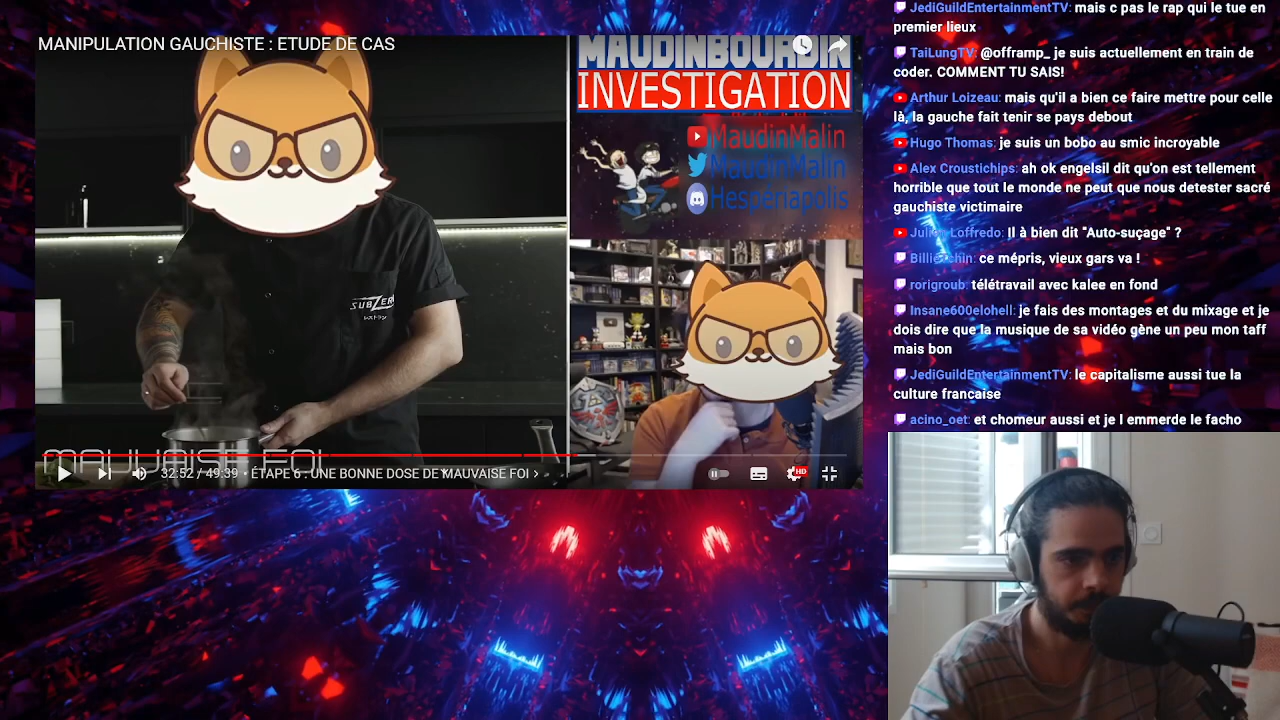 MANIPULATION GAUCHISTE : ETUDE DE CAS
MAUDINBOURDIN
INVESTIGATION
MaudinMalin
MaudinMalin
Hespériapolis
SUBZERO
レストラン
MAUVAISE FOI
32:52 / 49:39 • ÉTAPE 6 : UNE BONNE DOSE DE MAUVAISE FOI >
HD
JediGuildEntertainmentTV: mais c pas le rap qui le tue en
premier lieux
TaiLungTV: @offramp_ je suis actuellement en train de
coder. COMMENT TU SAIS!
Arthur Loizeau: mais qu'il a bien ce faire mettre pour celle
là, la gauche fait tenir se pays debout
Hugo Thomas: je suis un bobo au smic incroyable
Alex Croustichips: ah ok engelsil dit qu'on est tellement
horrible que tout le monde ne peut que nous detester sacré
gauchiste victimaire
Julien Loffredo: Il à bien dit "Auto-suçage" ?
BillieTchin: ce mépris, vieux gars va !
rorigroub: télétravail avec kalee en fond
Insane600elohell: je fais des montages et du mixage et je
dois dire que la musique de sa vidéo gène un peu mon taff
mais bon
JediGuildEntertainmentTV: le capitalisme aussi tue la
culture francaise
acino_oet: et chomeur aussi et je l emmerde le facho